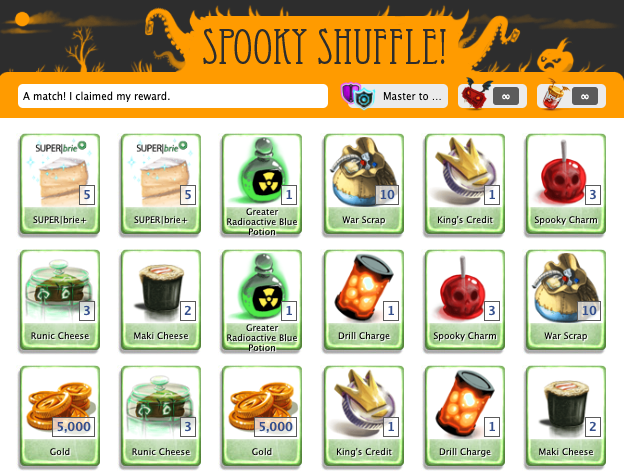 SPOOKY SHUFFLE!
A match! I claimed my reward.
Master to ...
∞
∞
SUPER|brie+
5
SUPER|brie+
SUPER|brie+
5
SUPER|brie+
1
Greater
Radioactive Blue
Potion
10
War Scrap
1
King's Credit
3
Spooky Charm
3
Runic Cheese
2
Maki Cheese
1
Greater
Radioactive Blue
Potion
1
Drill Charge
3
Spooky Charm
10
War Scrap
5,000
Gold
3
Runic Cheese
5,000
Gold
1
King's Credit
1
Drill Charge
2
Maki Cheese